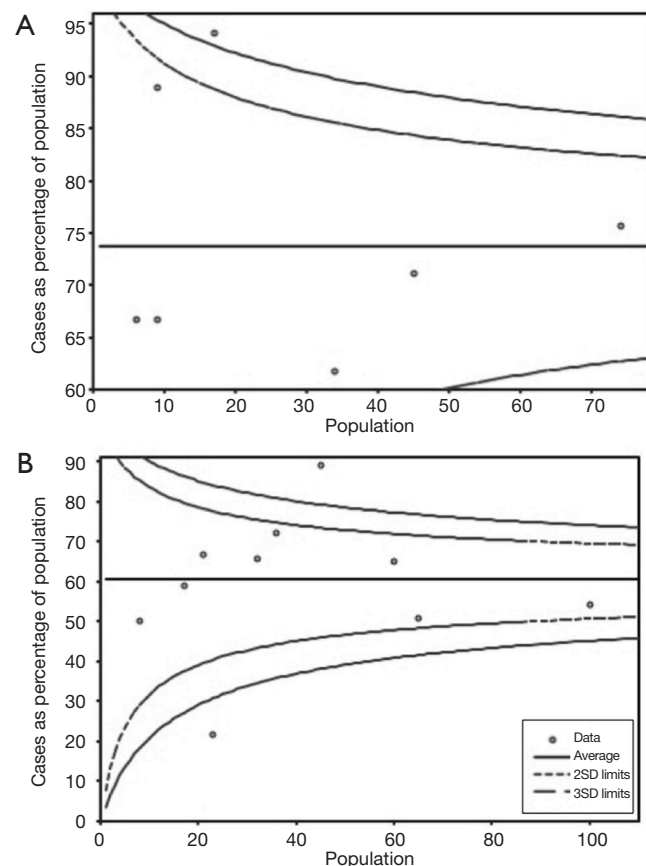 A
Cases as percentage of population
95
90
85
80
75
70
65
60
0 10 20 30 40 50 60 70
Population
B
Cases as percentage of population
90
80
70
60
50
40
30
20
10
0
0 20 40 60 80 100
Population
Data
Average
2SD limits
3SD limits